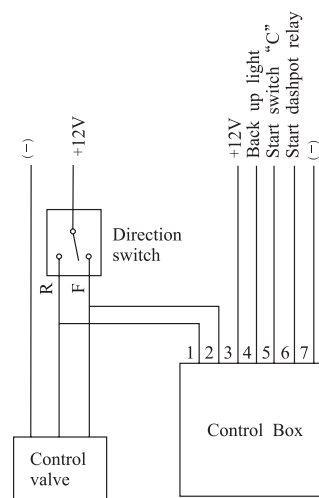 (−)
+12V
+12V
Back up light
Start switch “C”
Start dashpot relay
(−)
Direction
switch
R
F
1 2 3 4 5 6 7
Control Box
Control
valve